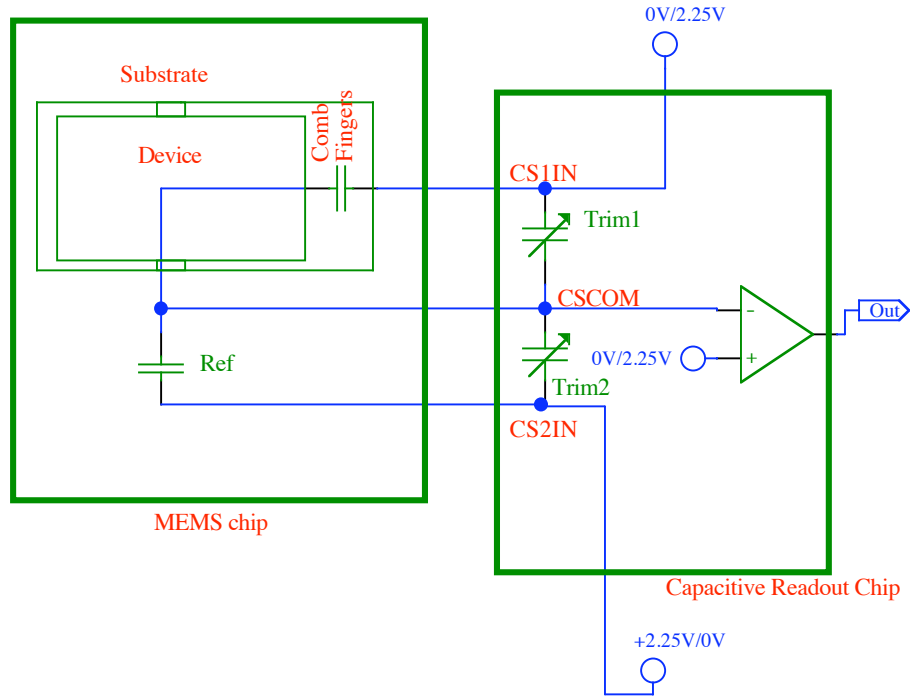 0V/2.25V
Substrate
Comb
Fingers
Device
CS1IN
Trim1
CSCOM
-
Out
0V/2.25V
+
Ref
Trim2
CS2IN
MEMS chip
Capacitive Readout Chip
+2.25V/0V